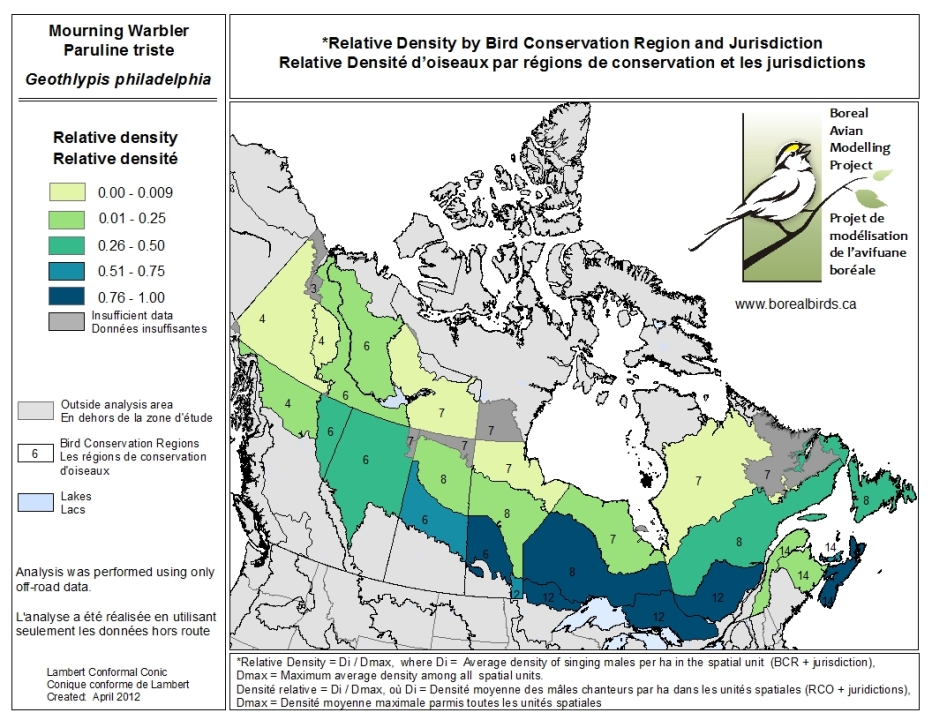 Mourning Warbler
Paruline triste
Geothlypis philadelphia
*Relative Density by Bird Conservation Region and Jurisdiction
Relative Densité d'oiseaux par régions de conservation et les jurisdictions
Relative density
Relative densité
0.00 - 0.009
0.01 - 0.25
0.26 - 0.50
0.51 - 0.75
0.76 - 1.00
Insufficient data
Données insuffisantes
Outside analysis area
En dehors de la zone d'étude
6
Bird Conservation Regions
Les régions de conservation
d'oiseaux
Lakes
Lacs
Analysis was performed using only
off-road data.
L'analyse a été réalisée en utilisant
seulement les données hors route
Lambert Conformal Conic
Conique conforme de Lambert
Created: April 2012
Boreal
Avian
Modelling
Project
Projet de
modélisation
de l'avifuane
boréale
www.borealbirds.ca
3
4
4
6
6
4
7
7
6
7
7
6
7
8
7
7
8
8
6
8
7
6
8
14
14
14
8
2
12
12
12
*Relative Density = Di / Dmax, where Di = Average density of singing males per ha in the spatial unit (BCR + jurisdiction),
Dmax = Maximum average density among all spatial units.
Densité relative = Di / Dmax, où Di = Densité moyenne des mâles chanteurs par ha dans les unités spatiales (RCO + juridictions),
Dmax = Densité moyenne maximale parmis toutes les unités spatiales